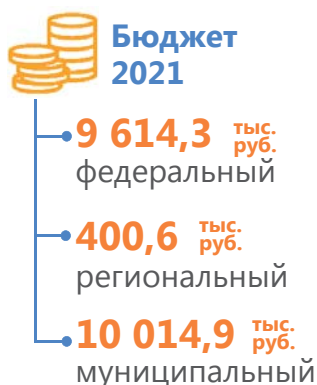 Бюджет
2021
9 614,3 тыс. руб.
федеральный
400,6 тыс. руб.
региональный
10 014,9 тыс. руб.
муниципальный